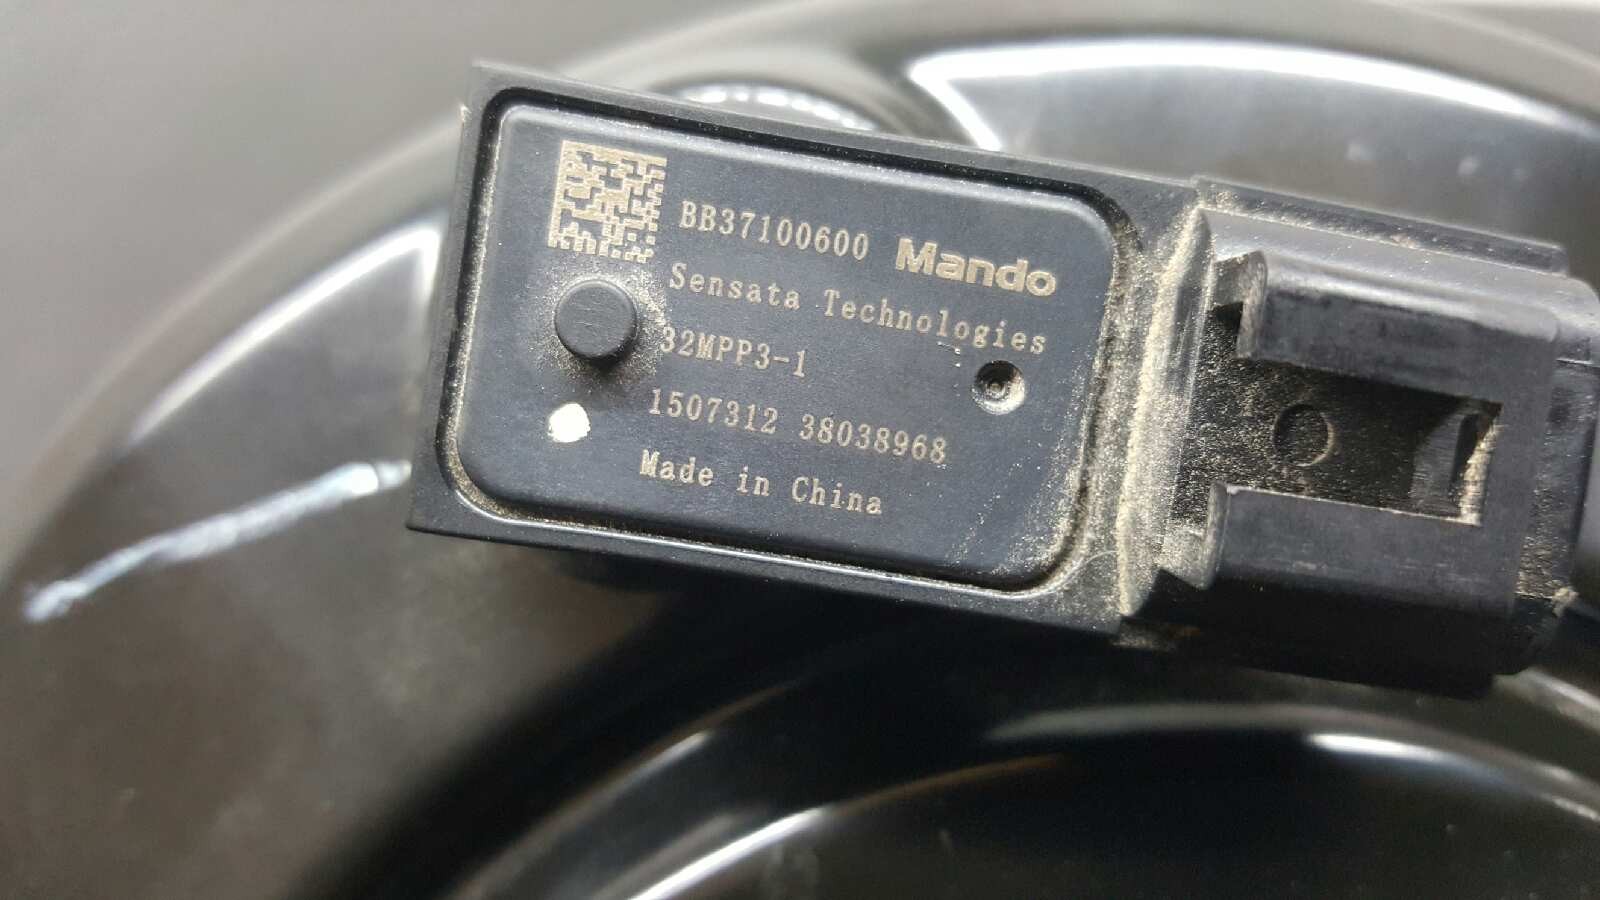 BB37100600 Mando
Sensata Technologies
32MPP3-1
1507312 38038968
Made in China